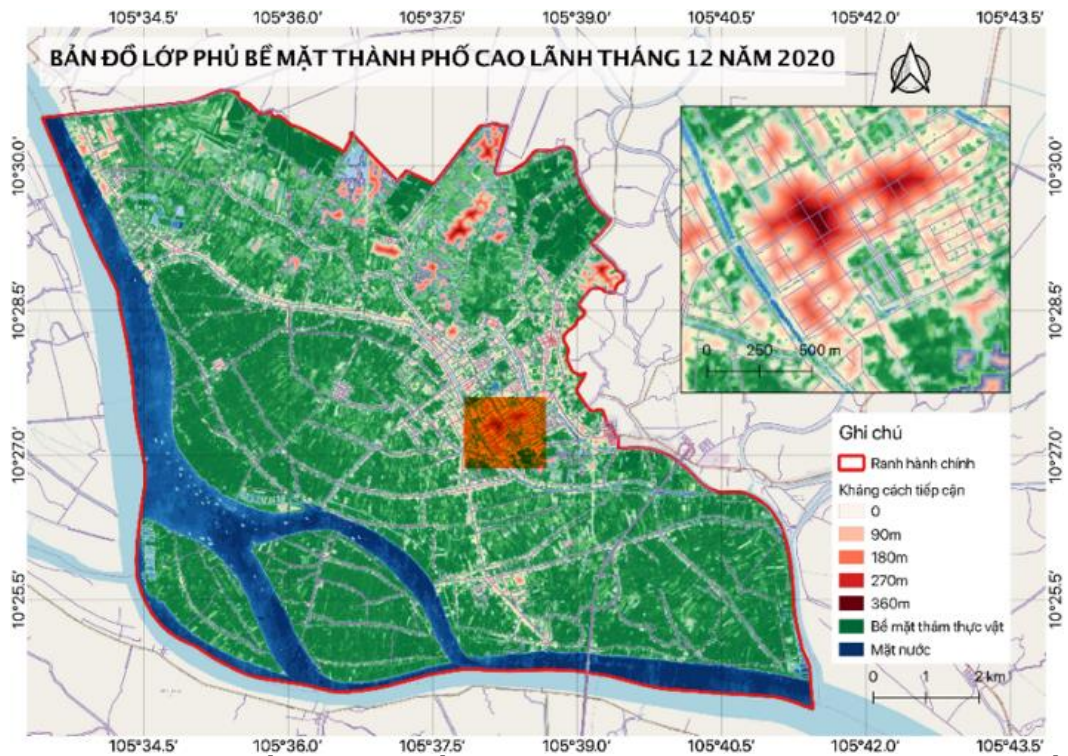 105°34.5' 105°36.0' 105°37.5' 105°39.0' 105°40.5' 105°42.0' 105°43.5'
BẢN ĐỒ LỚP PHỦ BỀ MẶT THÀNH PHỐ CAO LÃNH THÁNG 12 NĂM 2020
10°30.0' 10°30.0'
10°28.5' 10°28.5'
0 250 500 m
10°27.0' 10°27.0'
Ghi chú
Ranh hành chính
Kháng cách tiếp cận
0
90m
180m
270m
360m
Bề mặt thảm thực vật
Mặt nước
10°25.5' 10°25.5'
0 1 2 km
105°34.5' 105°36.0' 105°37.5' 105°39.0' 105°40.5' 105°42.0' 105°43.5'